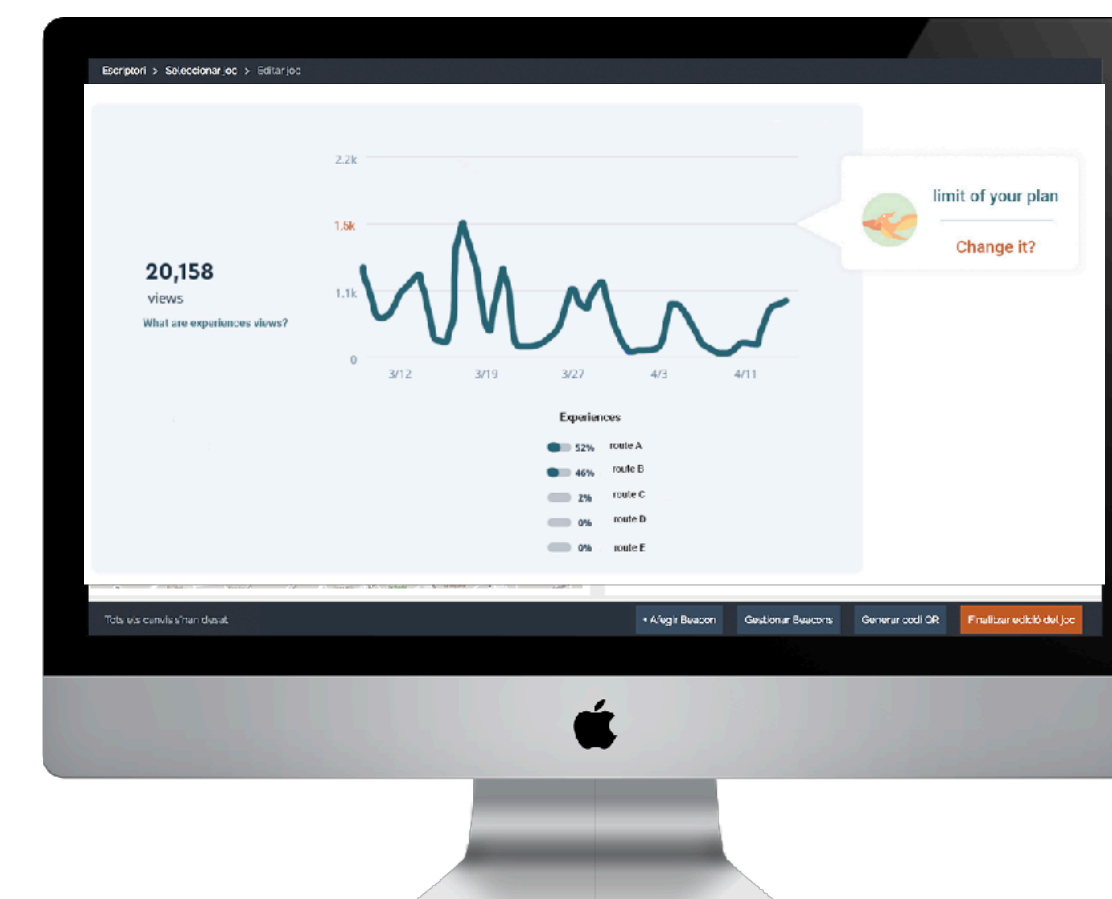 Escriptori > Seleccionar joc > Editar joc
2.2k
1.6k
1.1k
0
3/12 3/19 3/27 4/3 4/11
20,158
views
What are experiences views?
limit of your plan
Change it?
Experiences
52% route A
46% route B
2% route C
0% route D
0% route E
Tots els canvis s'han desat
+ Afegir Beacon
Gestionar Beacons
Generar codi QR
Finalitzar edició del joc